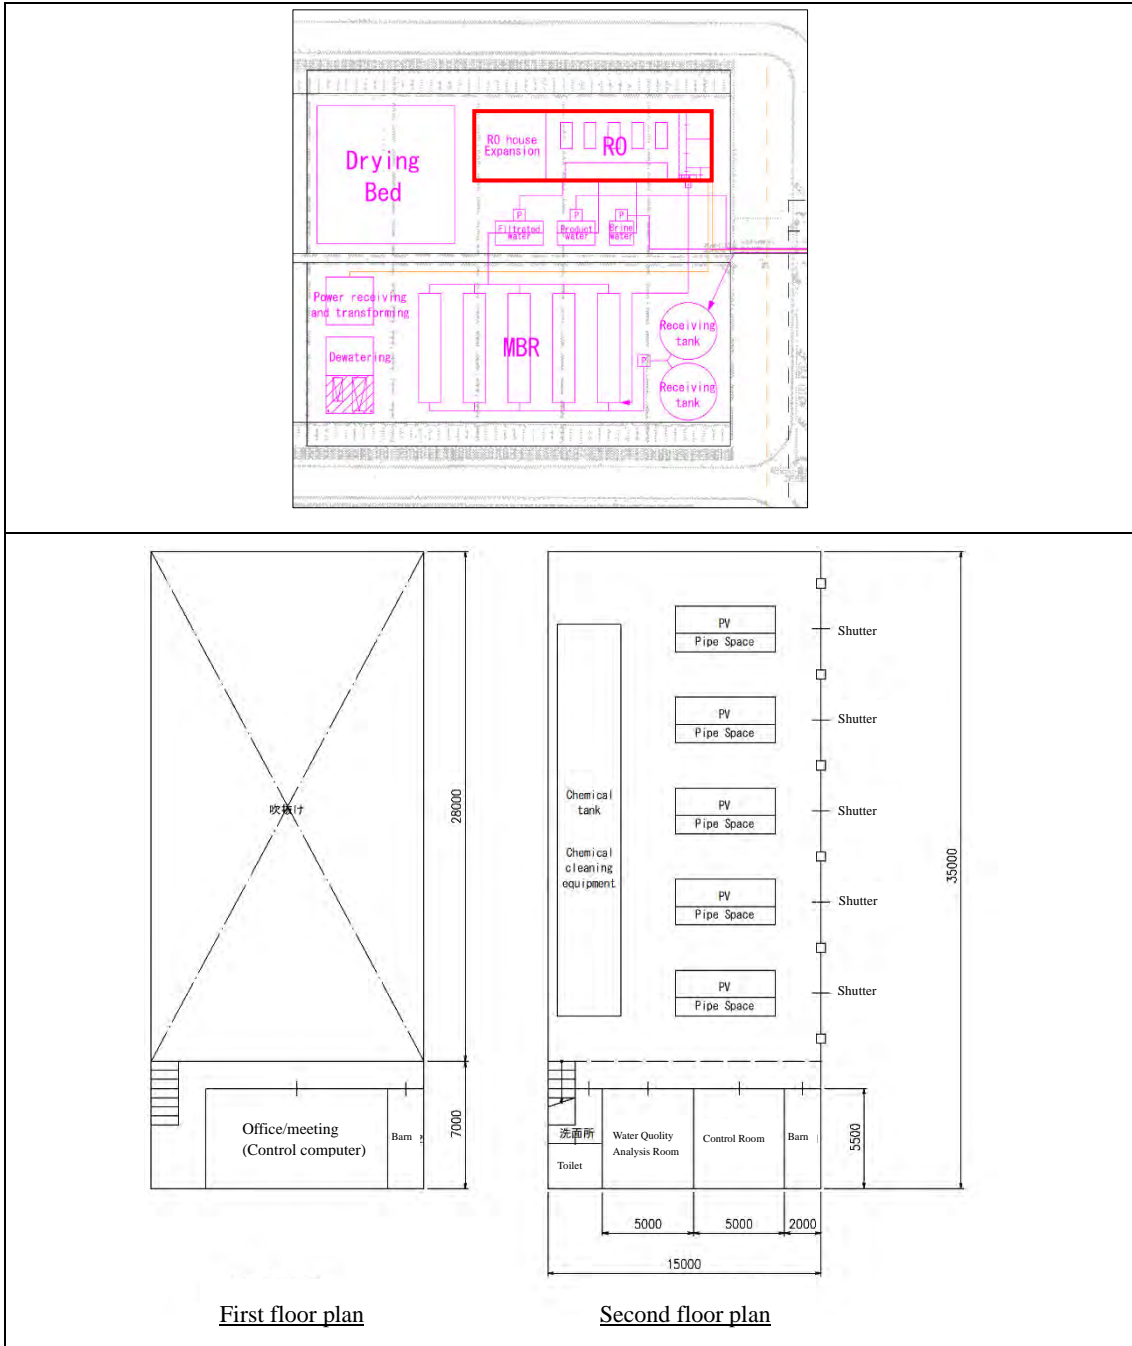 Drying
Bed
RO house
Expansion
RO
P
P
P
Filtrated
water
Product
water
Brine
water
Power receiving
and transforming
Dewatering
MBR
P
Receiving
tank
Receiving
tank
吹抜け
28000
7000
Office/meeting
(Control computer)
Barn
First floor plan
PV
Pipe Space
Shutter
PV
Pipe Space
Shutter
PV
Pipe Space
Shutter
PV
Pipe Space
Shutter
PV
Pipe Space
Shutter
Chemical
tank
Chemical
cleaning
equipment
35000
洗面所
Toilet
Water Quolity
Analysis Room
Control Room
Barn
5500
5000
5000
2000
15000
Second floor plan